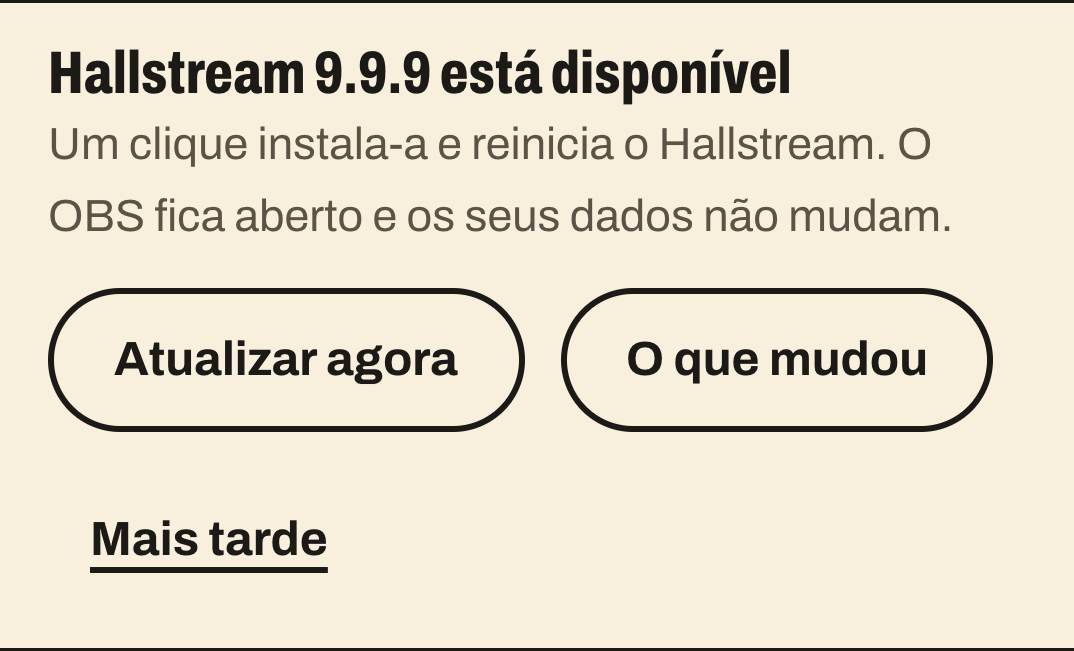 Hallstream 9.9.9 está disponível
Um clique instala-a e reinicia o Hallstream. O
OBS fica aberto e os seus dados não mudam.
Atualizar agora
O que mudou
Mais tarde